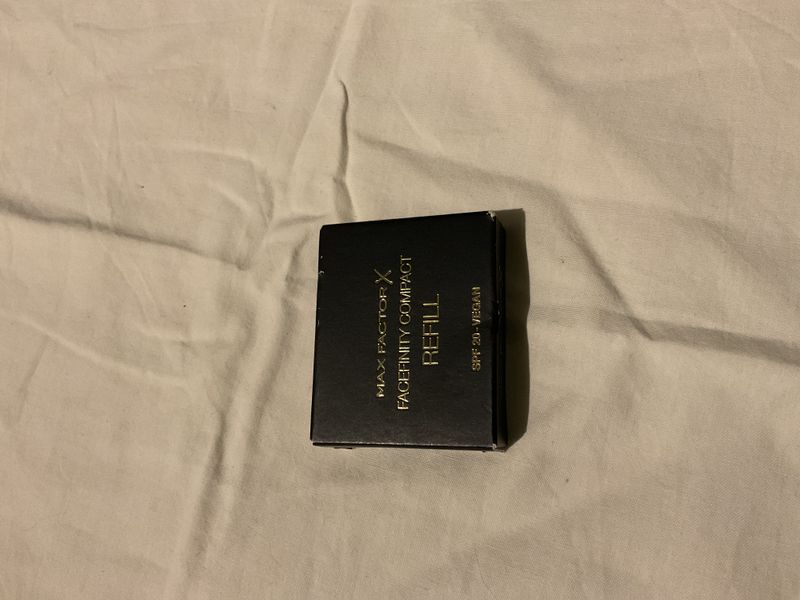 MAX FACTOR X
FACEFINITY COMPACT
REFILL
SPF 20 - VEGAN